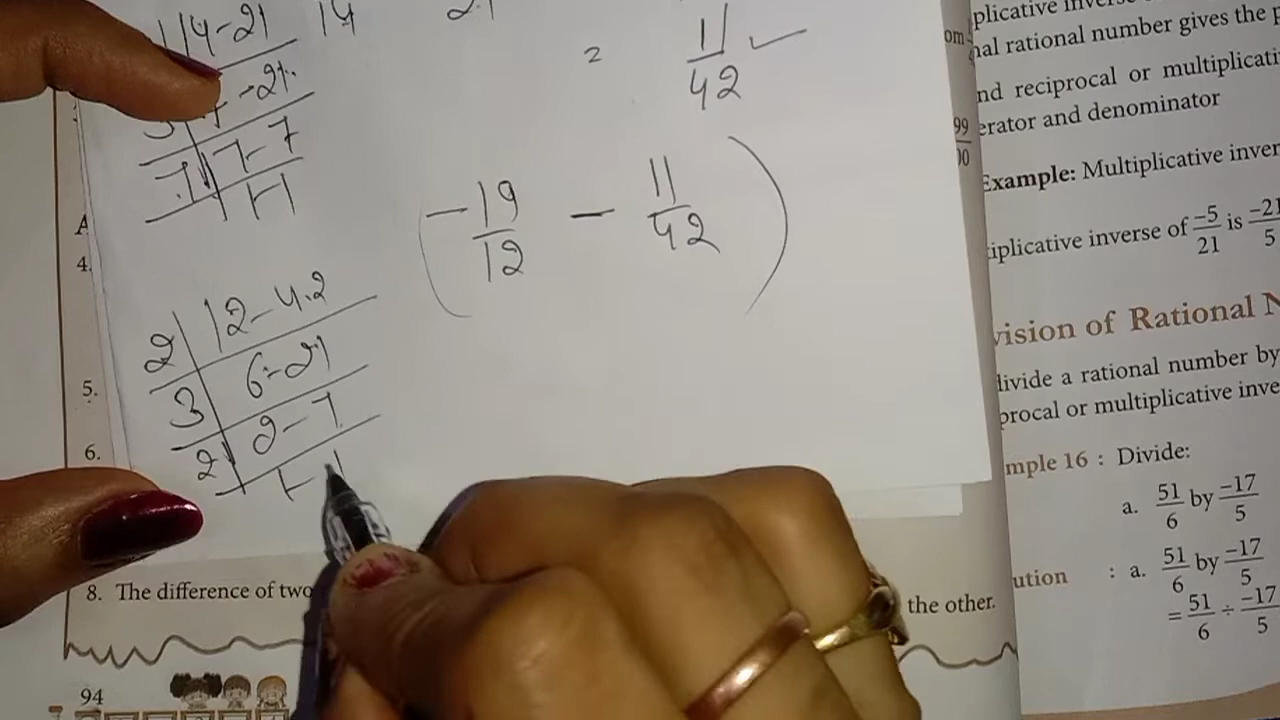 14-21 14 21
-21
7 7-7
1-1
= 11/42 ✓
(-19/12 - 11/42)
2 12-42
3 6-21
2 2-7
1-1
A
4.
5.
6.
8. The difference of two the other.
94
plicative inverse
nal rational number gives the p
nd reciprocal or multiplicati
erator and denominator
99
Example: Multiplicative inver
iplicative inverse of -5/21 is -21/5
vision of Rational N
divide a rational number by
procal or multiplicative inve
mple 16 : Divide:
a. 51/6 by -17/5
ution : a. 51/6 by -17/5
= 51/6 ÷ -17/5